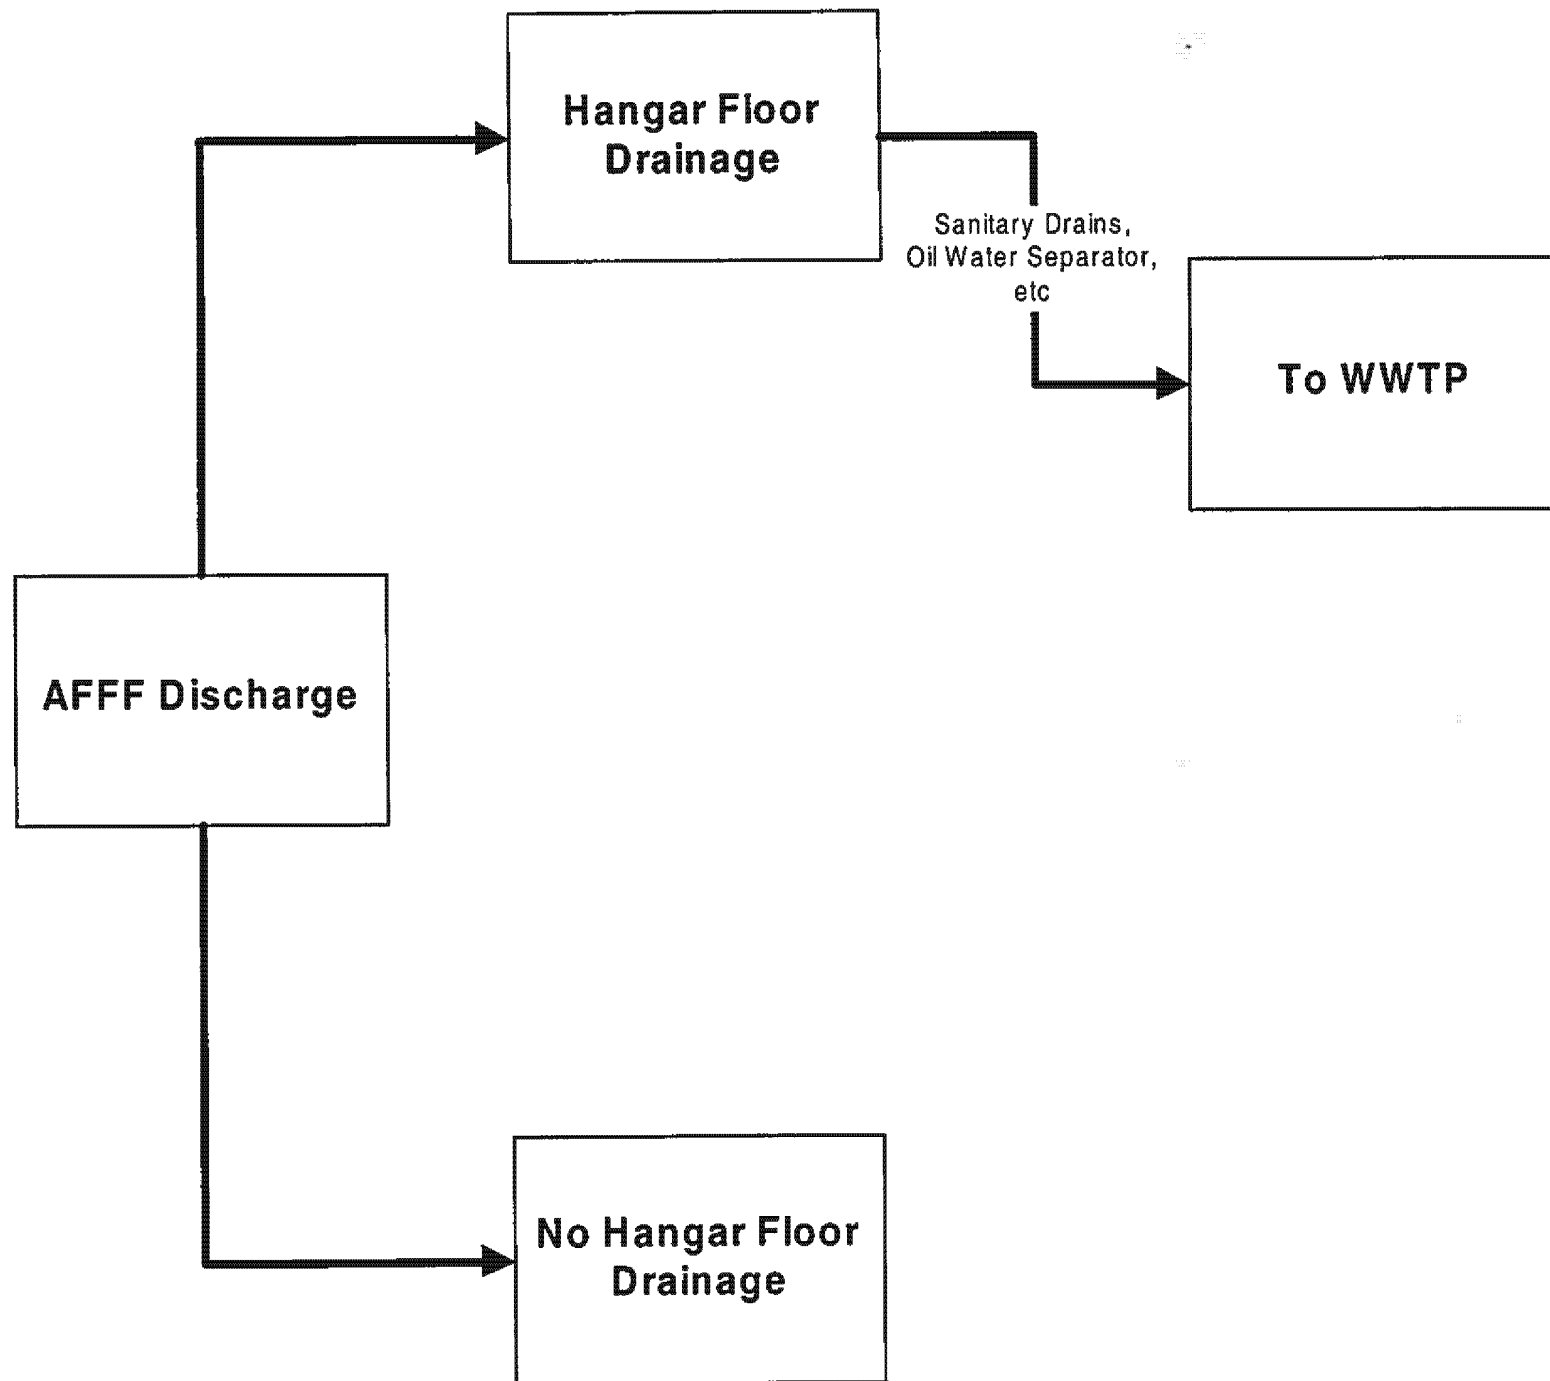 Hangar Floor
Drainage
Sanitary Drains,
Oil Water Separator,
etc
To WWTP
AFFF Discharge
No Hangar Floor
Drainage